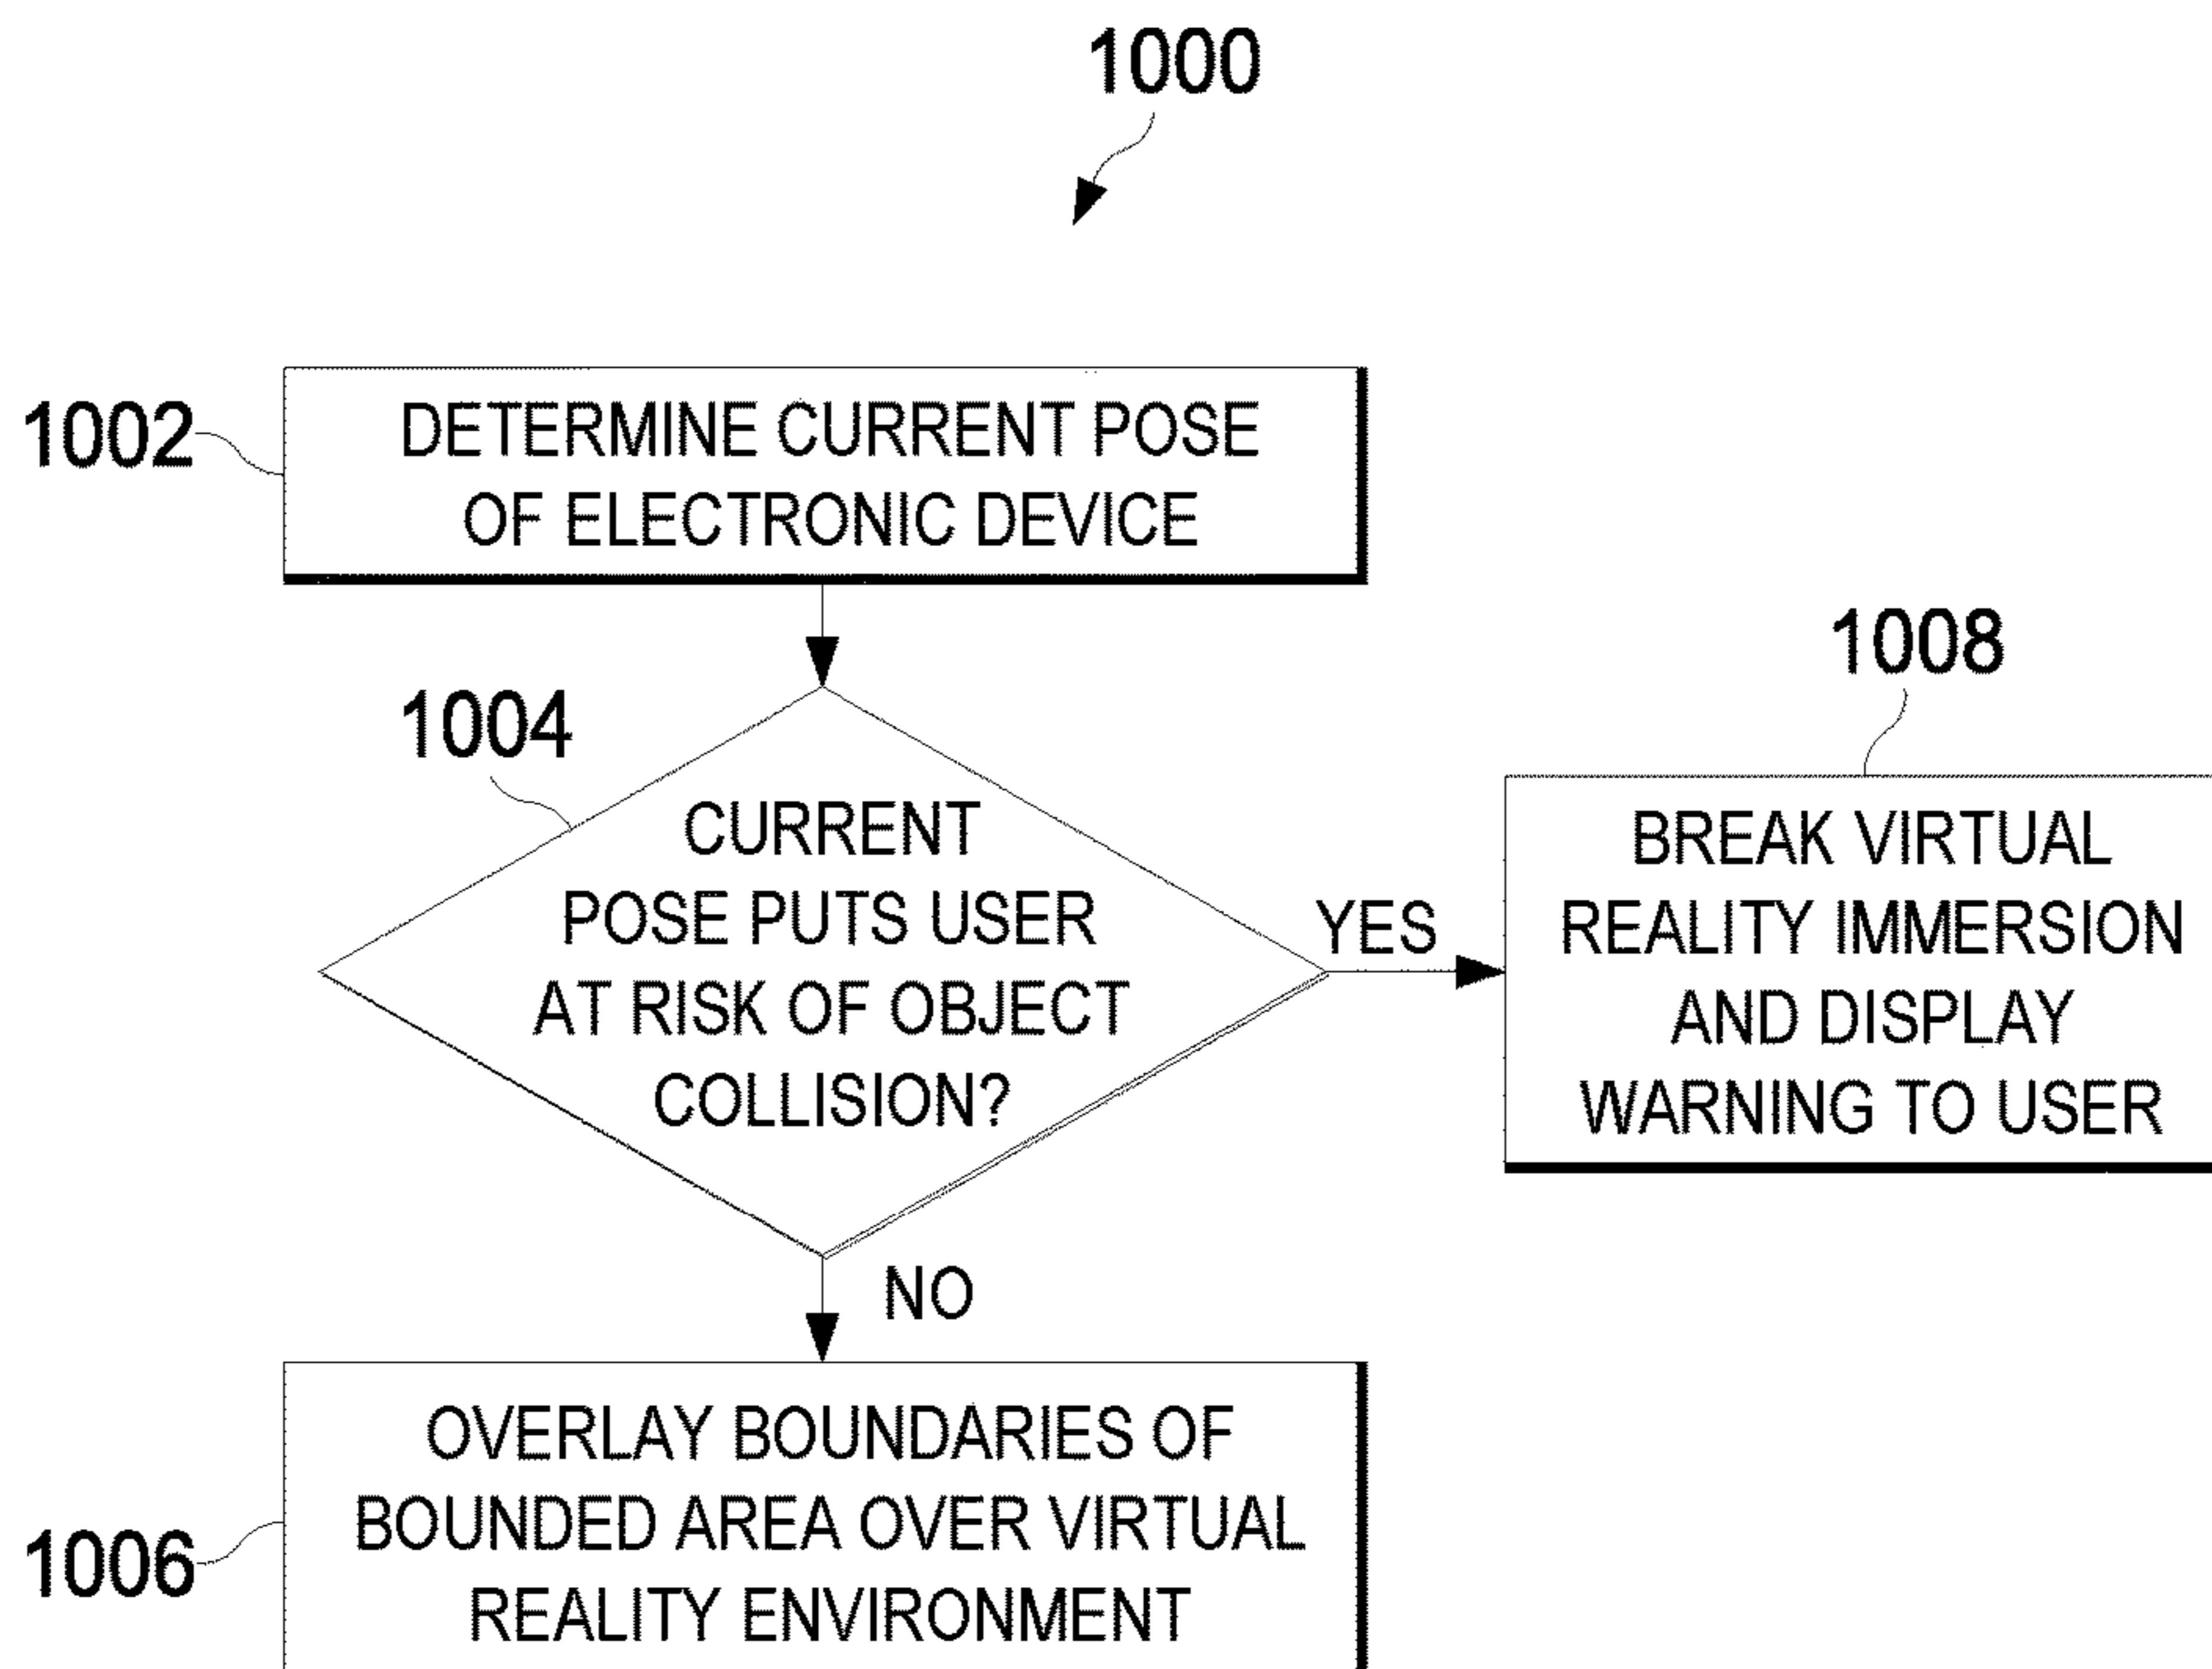 1000
1002
DETERMINE CURRENT POSE
OF ELECTRONIC DEVICE
1004
CURRENT
POSE PUTS USER
AT RISK OF OBJECT
COLLISION?
YES
1008
BREAK VIRTUAL
REALITY IMMERSION
AND DISPLAY
WARNING TO USER
NO
1006
OVERLAY BOUNDARIES OF
BOUNDED AREA OVER VIRTUAL
REALITY ENVIRONMENT